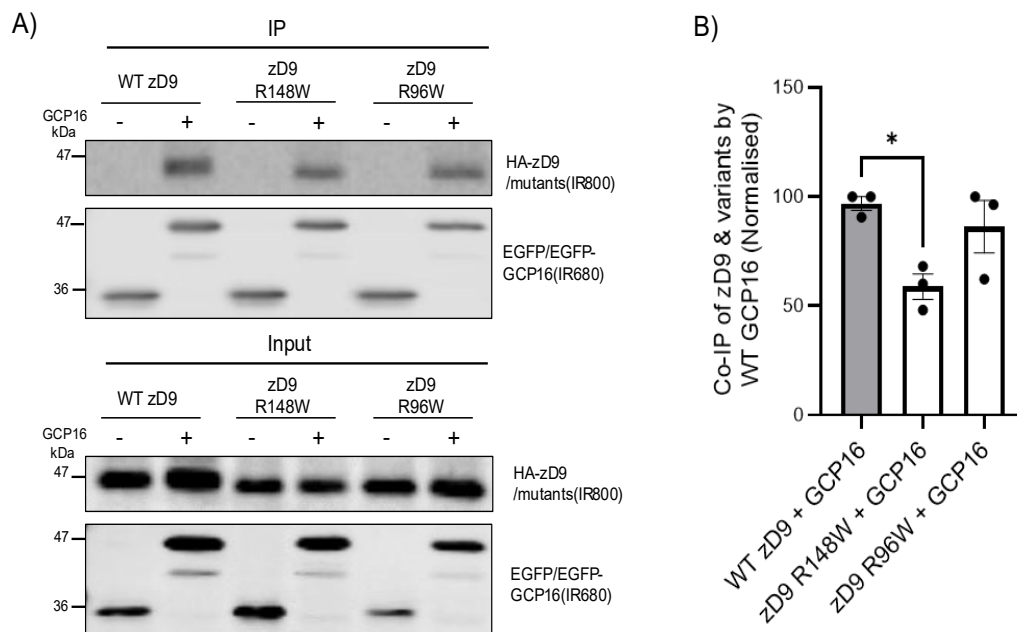 A)
IP
WT zD9
zD9
R148W
zD9
R96W
GCP16
kDa
- + - + - +
47
HA-zD9
/mutants(IR800)
47
EGFP/EGFP-
GCP16(IR680)
36
Input
WT zD9
zD9
R148W
zD9
R96W
GCP16
kDa
- + - + - +
47
HA-zD9
/mutants(IR800)
47
EGFP/EGFP-
GCP16(IR680)
36
B)
Co-IP of zD9 & variants by
WT GCP16 (Normalised)
150
100
50
0
*
WT zD9 + GCP16
zD9 R148W + GCP16
zD9 R96W + GCP16